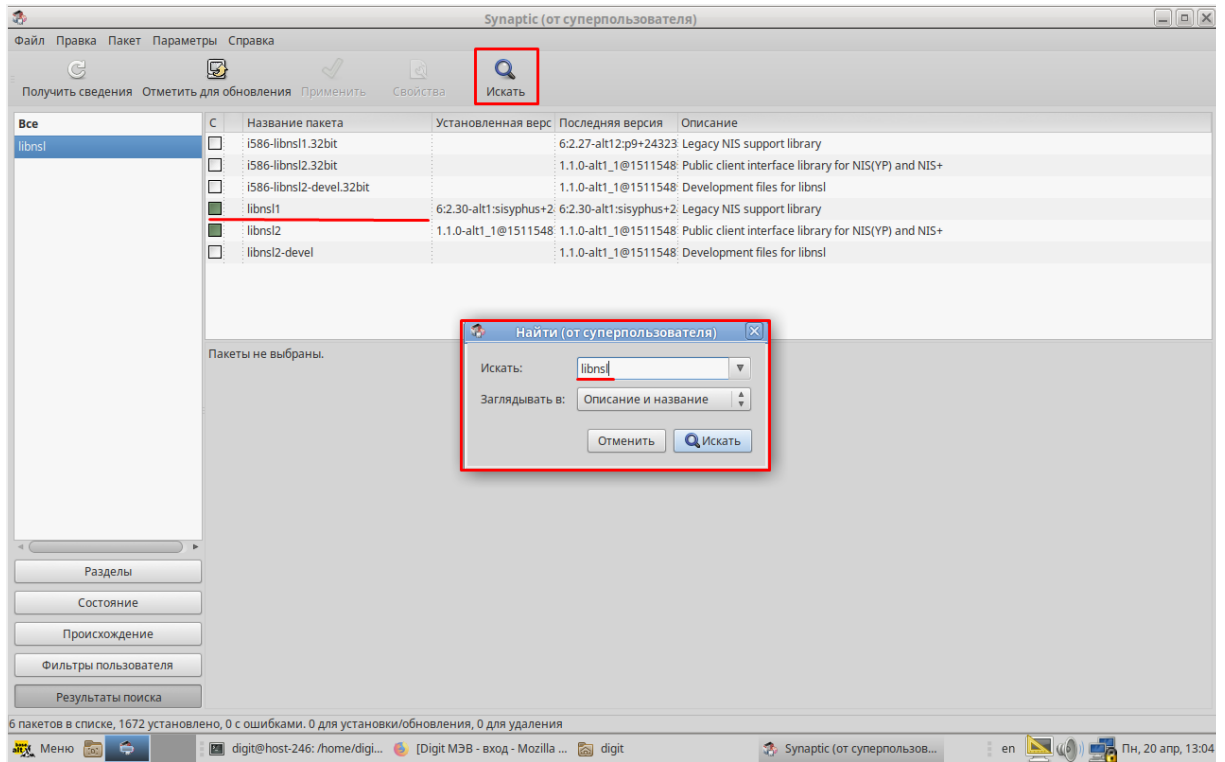 Synaptic (от суперпользователя)
Файл Правка Пакет Параметры Справка
Получить сведения Отметить для обновления Применить Свойства Искать
Все
libnsl
С Название пакета Установленная верс Последняя версия Описание
i586-libnsl1.32bit 6:2.27-alt12:p9+24323 Legacy NIS support library
i586-libnsl2.32bit 1.1.0-alt1_1@1511548 Public client interface library for NIS(YP) and NIS+
i586-libnsl2-devel.32bit 1.1.0-alt1_1@1511548 Development files for libnsl
libnsl1 6:2.30-alt1:sisyphus+2 6:2.30-alt1:sisyphus+2 Legacy NIS support library
libnsl2 1.1.0-alt1_1@1511548 1.1.0-alt1_1@1511548 Public client interface library for NIS(YP) and NIS+
libnsl2-devel 1.1.0-alt1_1@1511548 Development files for libnsl
Найти (от суперпользователя)
Искать: libnsl
Заглядывать в: Описание и название
Отменить Искать
Пакеты не выбраны.
Разделы
Состояние
Происхождение
Фильтры пользователя
Результаты поиска
6 пакетов в списке, 1672 установлено, 0 с ошибками. 0 для установки/обновления, 0 для удаления
Меню digit@host-246: /home/digi... [Digit МЭВ - вход - Mozilla ... digit Synaptic (от суперпользов... en Пн, 20 апр, 13:04